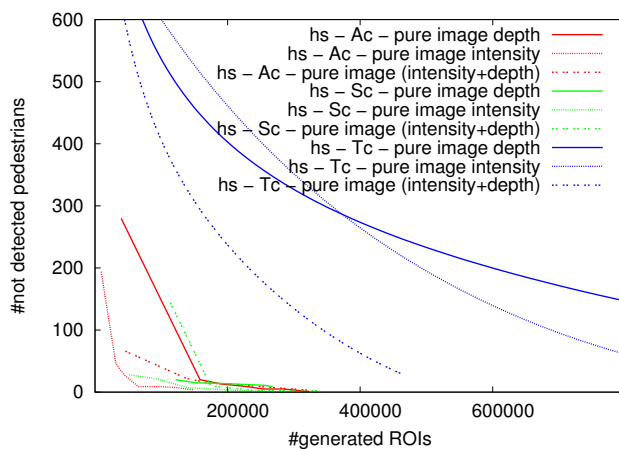 600
500
400
300
200
100
0
#not detected pedestrians
hs − Ac − pure image depth
hs − Ac − pure image intensity
hs − Ac − pure image (intensity+depth)
hs − Sc − pure image depth
hs − Sc − pure image intensity
hs − Sc − pure image (intensity+depth)
hs − Tc − pure image depth
hs − Tc − pure image intensity
hs − Tc − pure image (intensity+depth)
200000 400000 600000
#generated ROIs